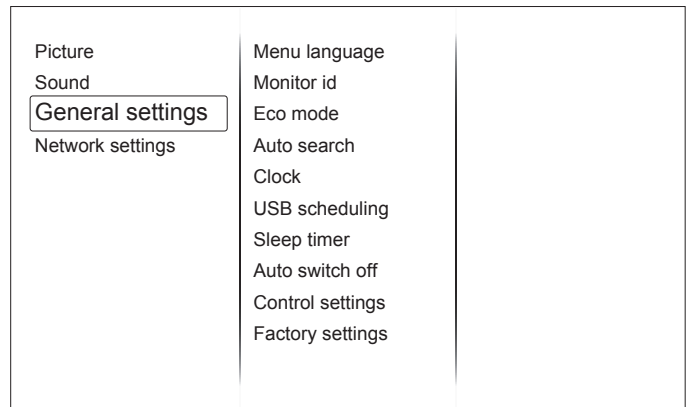 Picture
Sound
General settings
Network settings
Menu language
Monitor id
Eco mode
Auto search
Clock
USB scheduling
Sleep timer
Auto switch off
Control settings
Factory settings